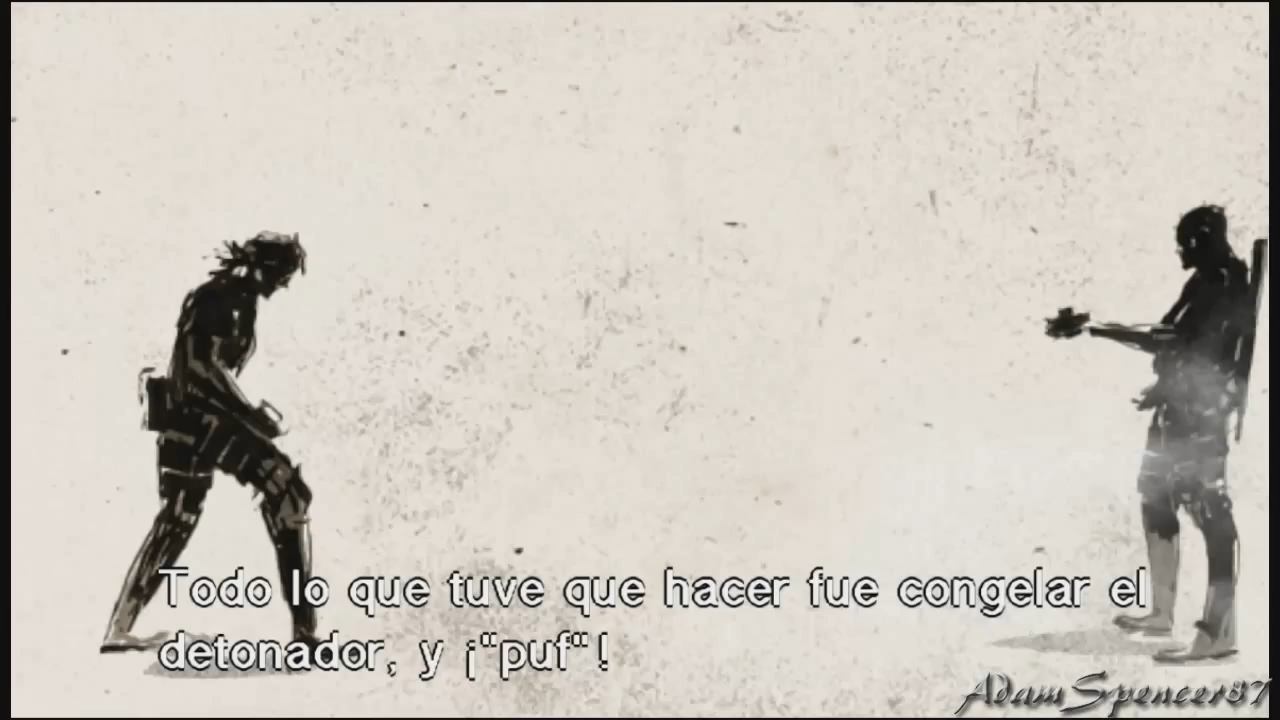 Todo lo que tuve que hacer fue congelar el
detonador, y ¡"puf"!
AdamSpencer87